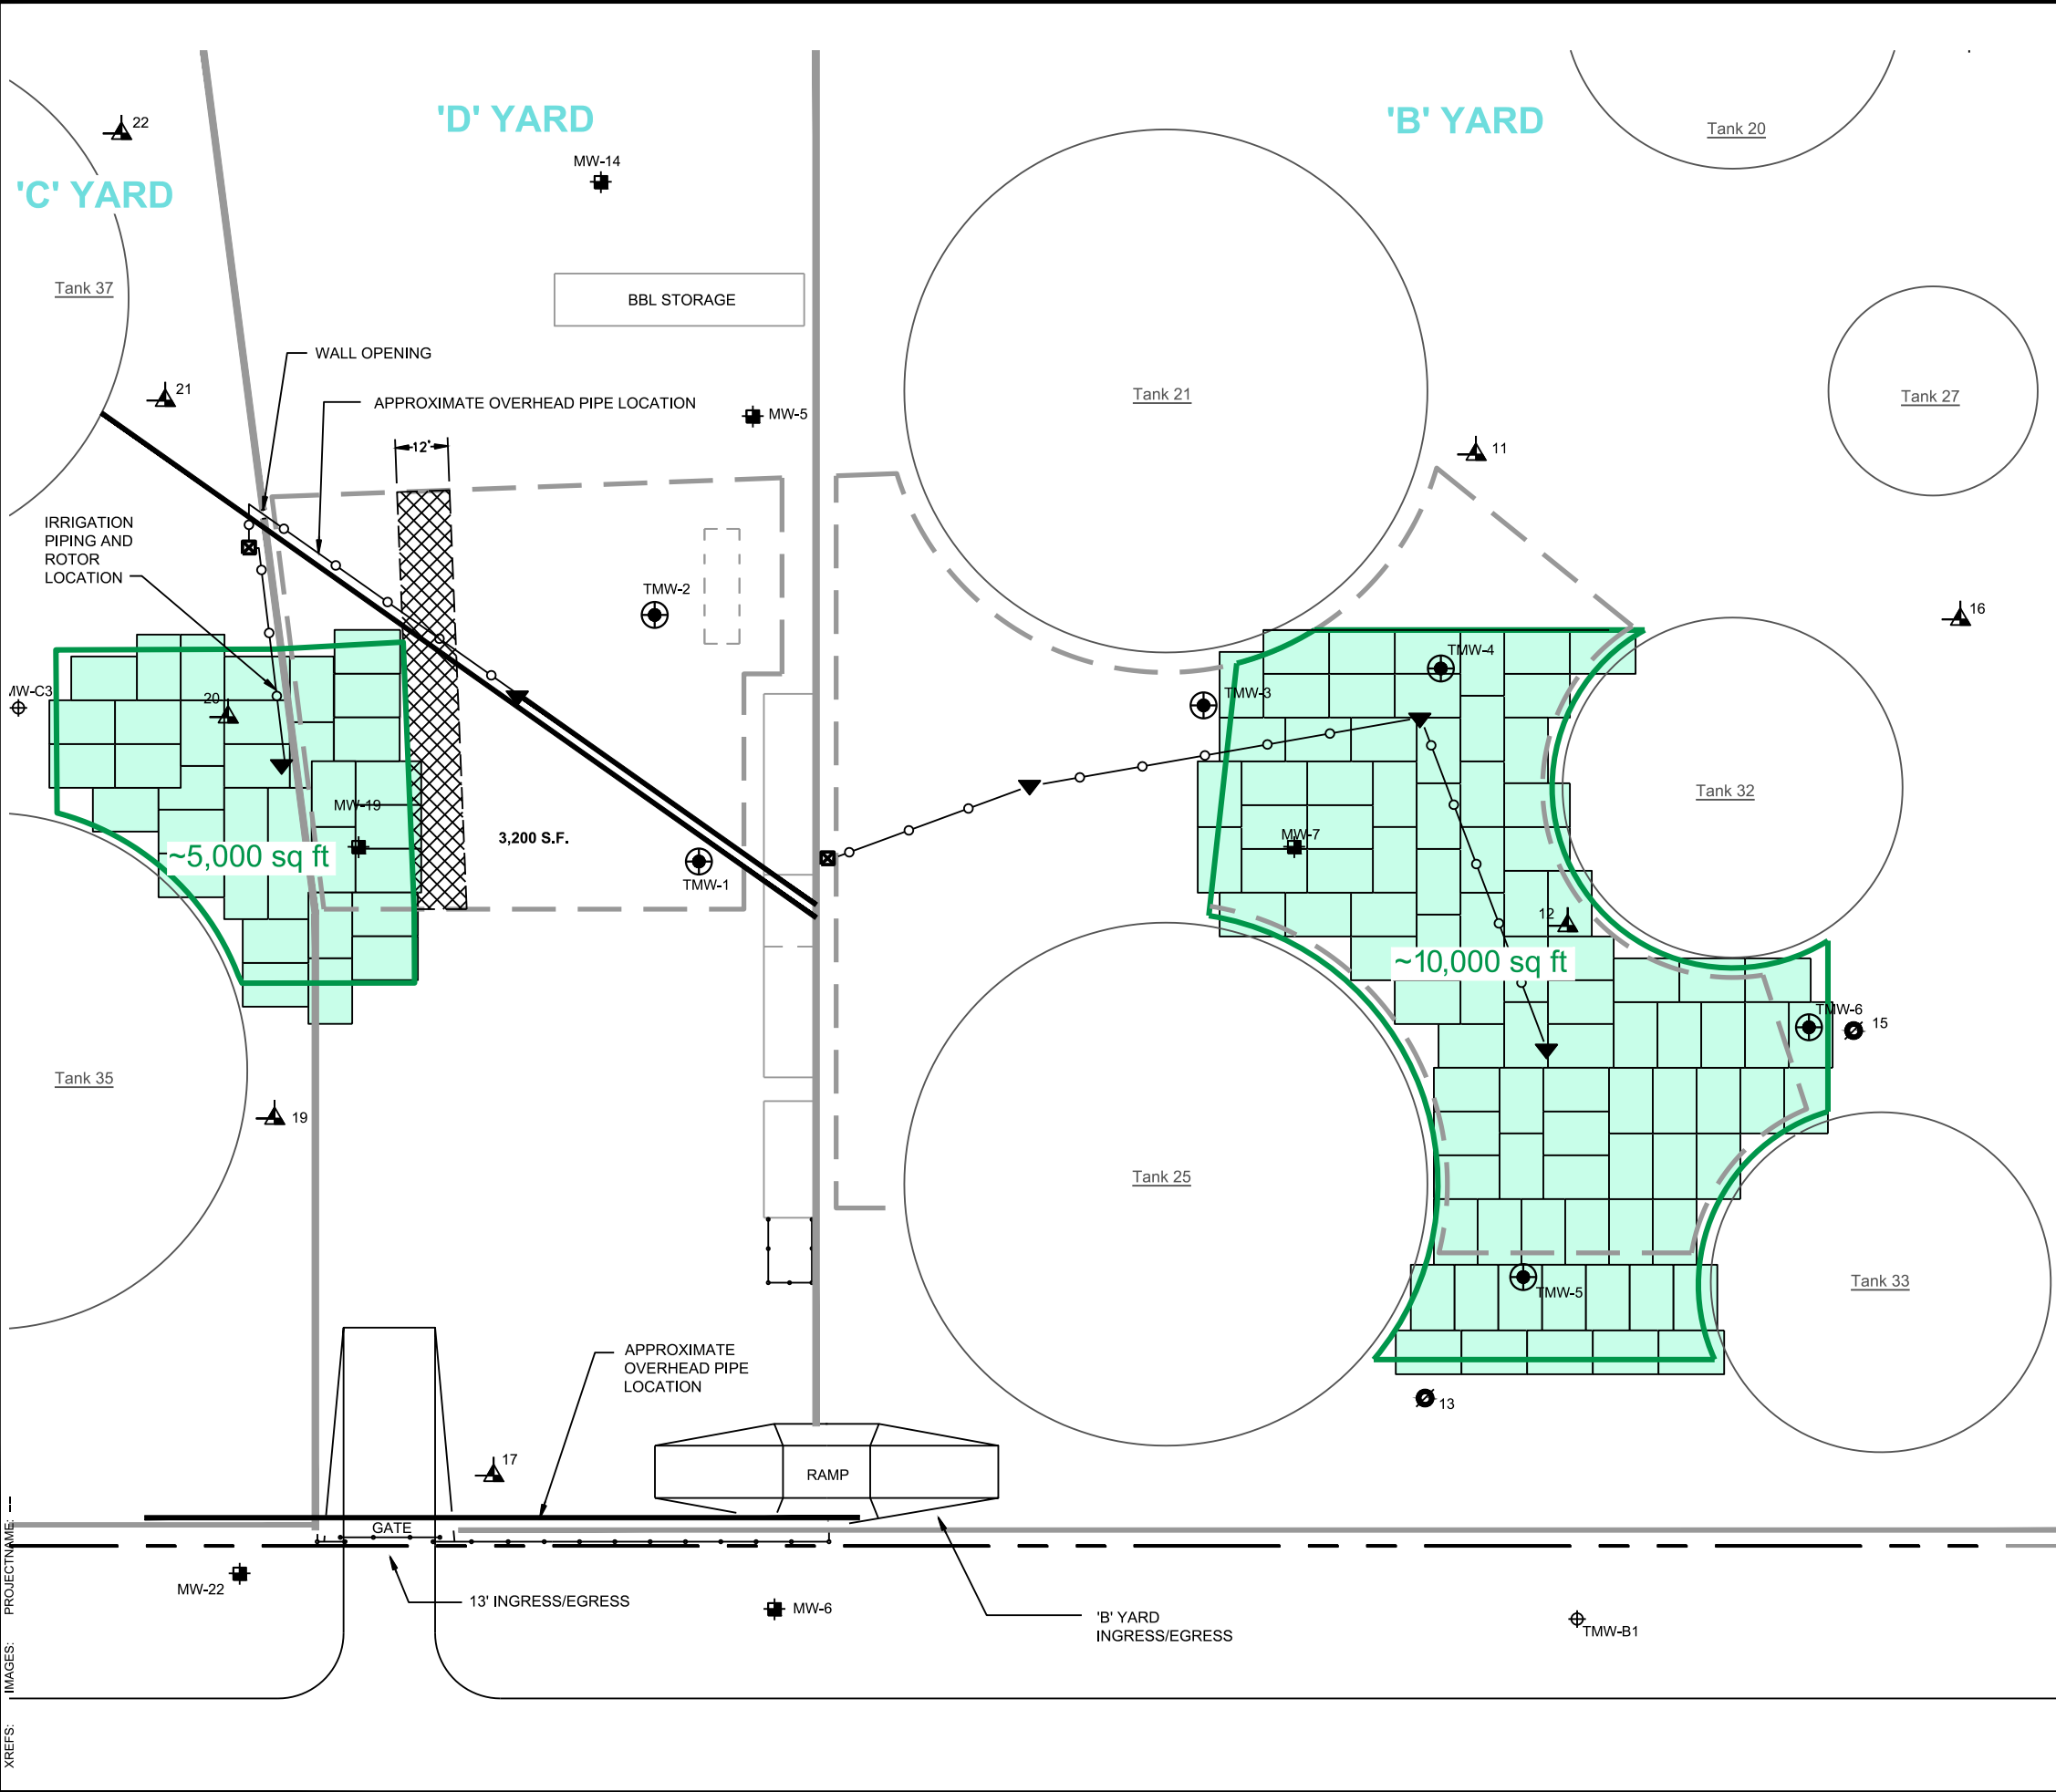 'D' YARD
'B' YARD
'C' YARD
22
MW-14
Tank 20
Tank 37
BBL STORAGE
WALL OPENING
21
APPROXIMATE OVERHEAD PIPE LOCATION
MW-5
Tank 21
Tank 27
12'
11
IRRIGATION
PIPING AND
ROTOR
LOCATION
TMW-2
16
MW-C3
20
TMW-3
TMW-4
MW-19
Tank 32
~5,000 sq ft
3,200 S.F.
TMW-1
MW-7
12
~10,000 sq ft
TMW-6
15
Tank 35
19
Tank 25
Tank 33
TMW-5
APPROXIMATE
OVERHEAD PIPE
LOCATION
13
17
RAMP
GATE
MW-22
13' INGRESS/EGRESS
MW-6
'B' YARD
INGRESS/EGRESS
TMW-B1
PROJECTNAME: ---
IMAGES:
XREFS: